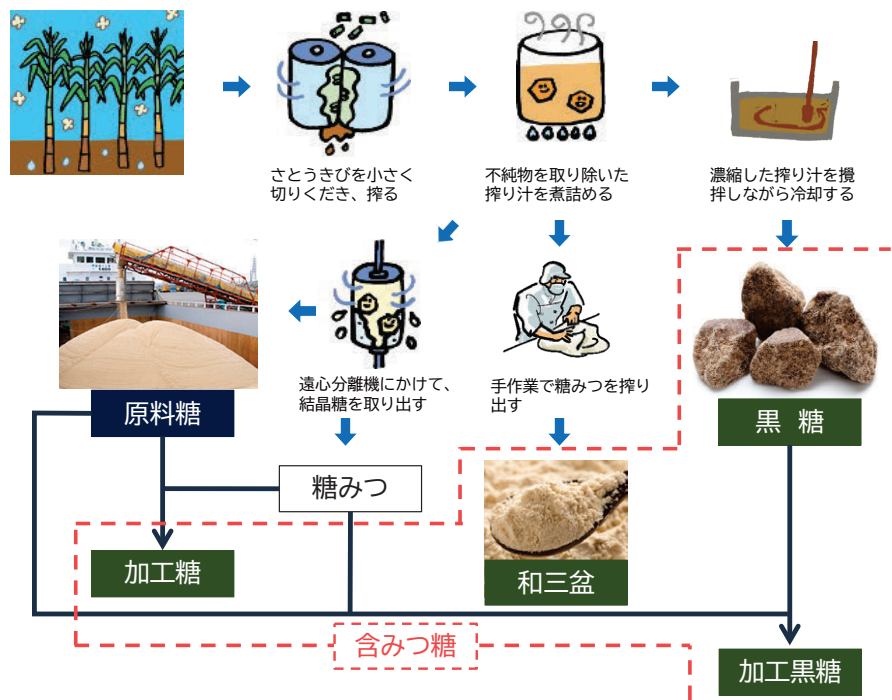 さとうきびを小さく
切りくだき、搾る
不純物を取り除いた
搾り汁を煮詰める
濃縮した搾り汁を攪
拌しながら冷却する
遠心分離機にかけて、
結晶糖を取り出す
手作業で糖みつを搾り
出す
原料糖
黒 糖
糖みつ
加工糖
和三盆
含みつ糖
加工黒糖